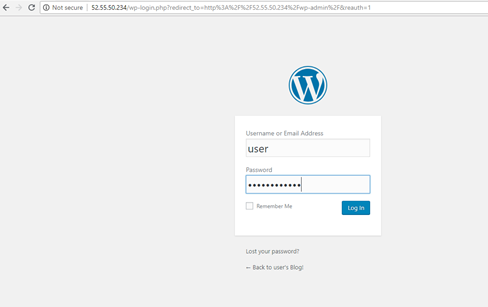 Not secure | 52.55.50.234/wp-login.php?redirect_to=http%3A%2F%2F52.55.50.234%2Fwp-admin%2F&reauth=1
Username or Email Address
user
Password
••••••••••••
Remember Me
Log In
Lost your password?
← Back to user's Blog!